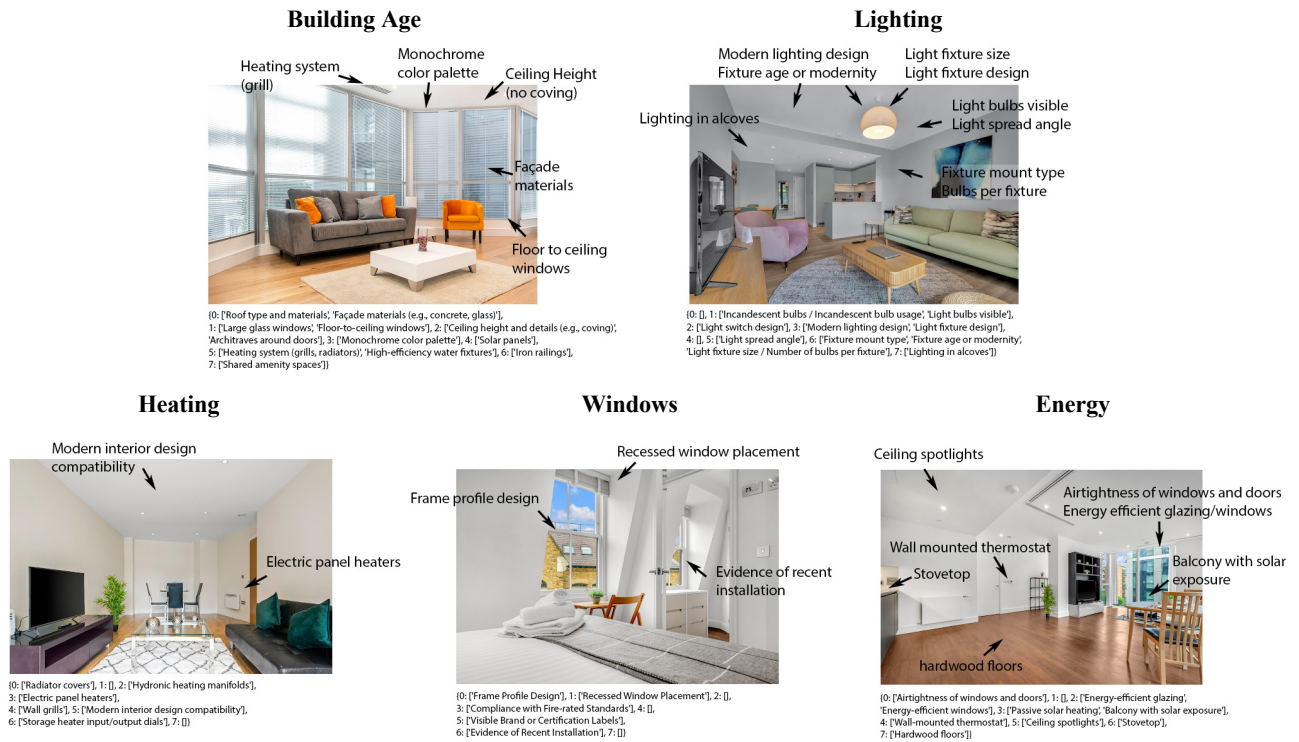 Building Age
Heating system
(grill)
Monochrome
color palette
Ceiling Height
(no coving)
Façade
materials
Floor to ceiling
windows
{0: ['Roof type and materials', 'Façade materials (e.g., concrete, glass)'],
1: ['Large glass windows', 'Floor-to-ceiling windows'], 2: ['Ceiling height and details (e.g., coving)',
'Architraves around doors'], 3: ['Monochrome color palette'], 4: ['Solar panels'],
5: ['Heating system (grills, radiators)', 'High-efficiency water fixtures'], 6: ['Iron railings'],
7: ['Shared amenity spaces']}
Lighting
Modern lighting design
Fixture age or modernity
Light fixture size
Light fixture design
Lighting in alcoves
Light bulbs visible
Light spread angle
Fixture mount type
Bulbs per fixture
{0: [], 1: ['Incandescent bulbs / Incandescent bulb usage', 'Light bulbs visible'],
2: ['Light switch design'], 3: ['Modern lighting design', 'Light fixture design'],
4: [], 5: ['Light spread angle'], 6: ['Fixture mount type', 'Fixture age or modernity',
'Light fixture size / Number of bulbs per fixture'], 7: ['Lighting in alcoves']}
Heating
Modern interior design
compatibility
Electric panel heaters
{0: ['Radiator covers'], 1: [], 2: ['Hydronic heating manifolds'],
3: ['Electric panel heaters'],
4: ['Wall grills'], 5: ['Modern interior design compatibility'],
6: ['Storage heater input/output dials'], 7: []}
Windows
Recessed window placement
Frame profile design
Evidence of recent
installation
{0: ['Frame Profile Design'], 1: ['Recessed Window Placement'], 2: [],
3: ['Compliance with Fire-rated Standards'], 4: [],
5: ['Visible Brand or Certification Labels'],
6: ['Evidence of Recent Installation'], 7: []}
Energy
Ceiling spotlights
Airtightness of windows and doors
Energy efficient glazing/windows
Wall mounted thermostat
Stovetop
Balcony with solar
exposure
hardwood floors
{0: ['Airtightness of windows and doors'], 1: [], 2: ['Energy-efficient glazing',
'Energy-efficient windows'], 3: ['Passive solar heating', 'Balcony with solar exposure'],
4: ['Wall-mounted thermostat'], 5: ['Ceiling spotlights'], 6: ['Stovetop'],
7: ['Hardwood floors']}